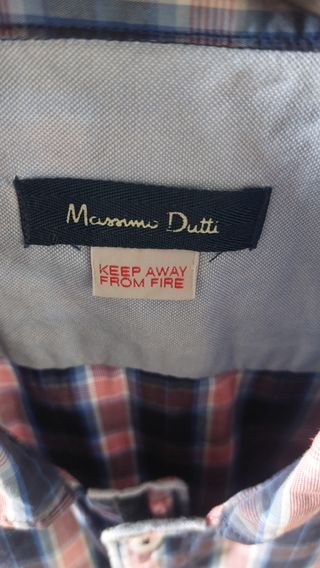 Massimo Dutti
KEEP AWAY
FROM FIRE